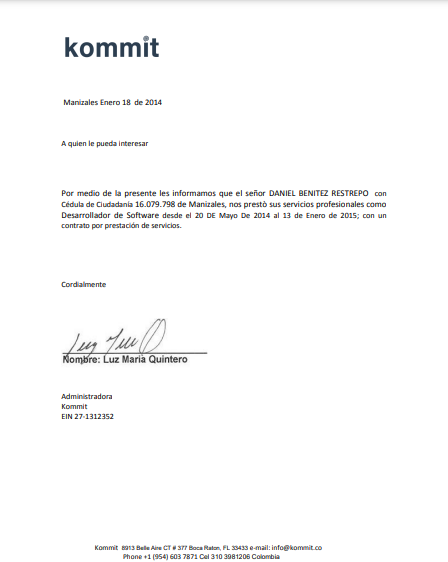 kommit
Manizales Enero 18 de 2014
A quien le pueda interesar
Por medio de la presente les informamos que el señor DANIEL BENITEZ RESTREPO con
Cédula de Ciudadanía 16.079.798 de Manizales, nos prestò sus servicios profesionales como
Desarrollador de Software desde el 20 DE Mayo De 2014 al 13 de Enero de 2015; con un
contrato por prestación de servicios.
Cordialmente
Nombre: Luz Maria Quintero
Administradora
Kommit
EIN 27-1312352
Kommit 6913 Belle Aire CT # 377 Boca Raton, FL 33433 e-mail: info@kommit.co
Phone +1 (954) 603 7871 Cel 310 3981206 Colombia